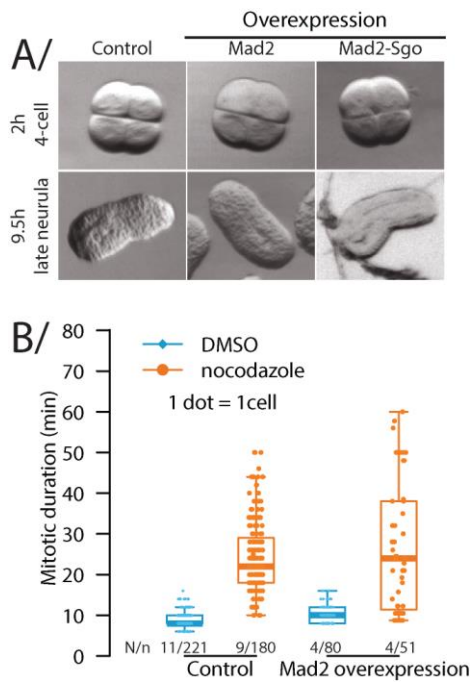 Overexpression
A/ Control Mad2 Mad2-Sgo
2h
4-cell
9.5h
late neurula
B/
Mitotic duration (min)
80
70
60
50
40
30
20
10
0
DMSO
nocodazole
1 dot = 1cell
N/n 11/221 9/180 4/80 4/51
Control Mad2 overexpression